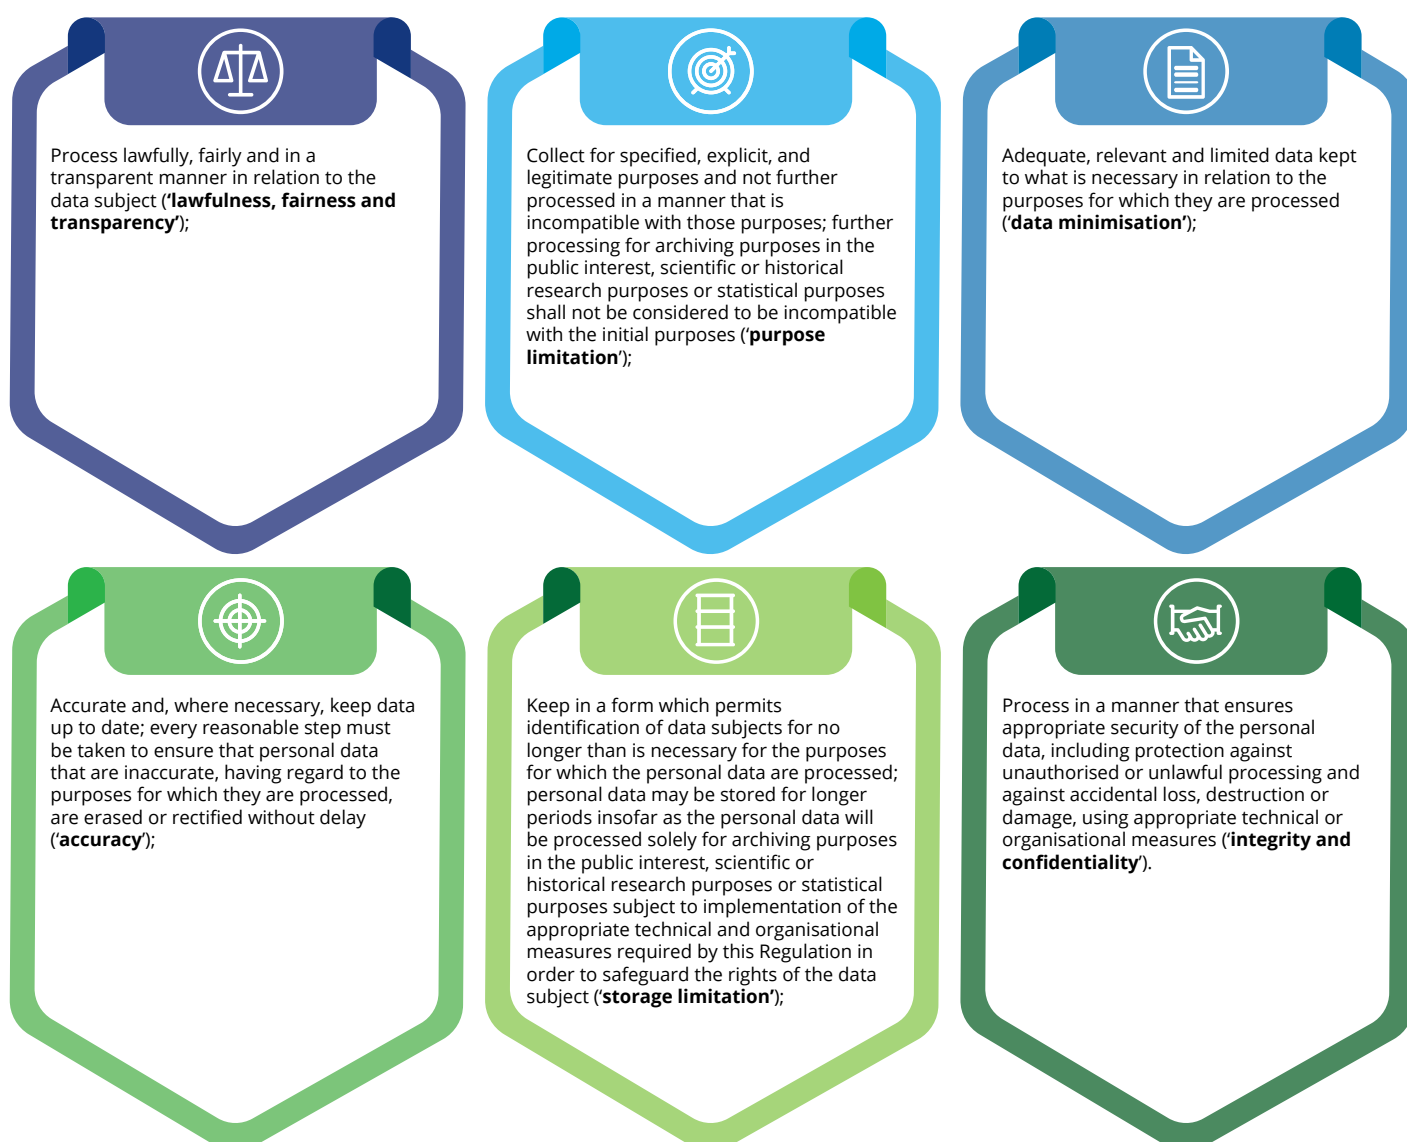 Process lawfully, fairly and in a
transparent manner in relation to the
data subject (‘lawfulness, fairness and
transparency’);
Collect for specified, explicit, and
legitimate purposes and not further
processed in a manner that is
incompatible with those purposes; further
processing for archiving purposes in the
public interest, scientific or historical
research purposes or statistical purposes
shall not be considered to be incompatible
with the initial purposes (‘purpose
limitation’);
Adequate, relevant and limited data kept
to what is necessary in relation to the
purposes for which they are processed
(‘data minimisation’);
Accurate and, where necessary, keep data
up to date; every reasonable step must
be taken to ensure that personal data
that are inaccurate, having regard to the
purposes for which they are processed,
are erased or rectified without delay
(‘accuracy’);
Keep in a form which permits
identification of data subjects for no
longer than is necessary for the purposes
for which the personal data are processed;
personal data may be stored for longer
periods insofar as the personal data will
be processed solely for archiving purposes
in the public interest, scientific or
historical research purposes or statistical
purposes subject to implementation of the
appropriate technical and organisational
measures required by this Regulation in
order to safeguard the rights of the data
subject (‘storage limitation’);
Process in a manner that ensures
appropriate security of the personal
data, including protection against
unauthorised or unlawful processing and
against accidental loss, destruction or
damage, using appropriate technical or
organisational measures (‘integrity and
confidentiality’).